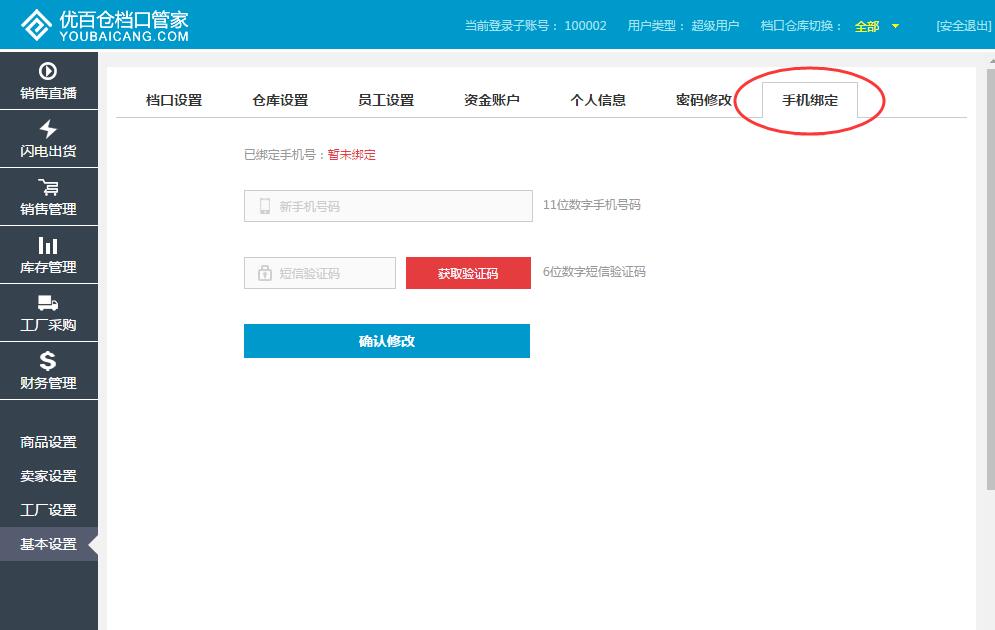 优百仓档口管家
YOUBAICANG.COM
当前登录子账号： 100002 用户类型： 超级用户 档口仓库切换： 全部 [安全退出]
销售直播
闪电出货
销售管理
库存管理
工厂采购
财务管理
商品设置
卖家设置
工厂设置
基本设置
档口设置 仓库设置 员工设置 资金账户 个人信息 密码修改 手机绑定
已绑定手机号：暂未绑定
新手机号码 11位数字手机号码
短信验证码 获取验证码 6位数字短信验证码
确认修改